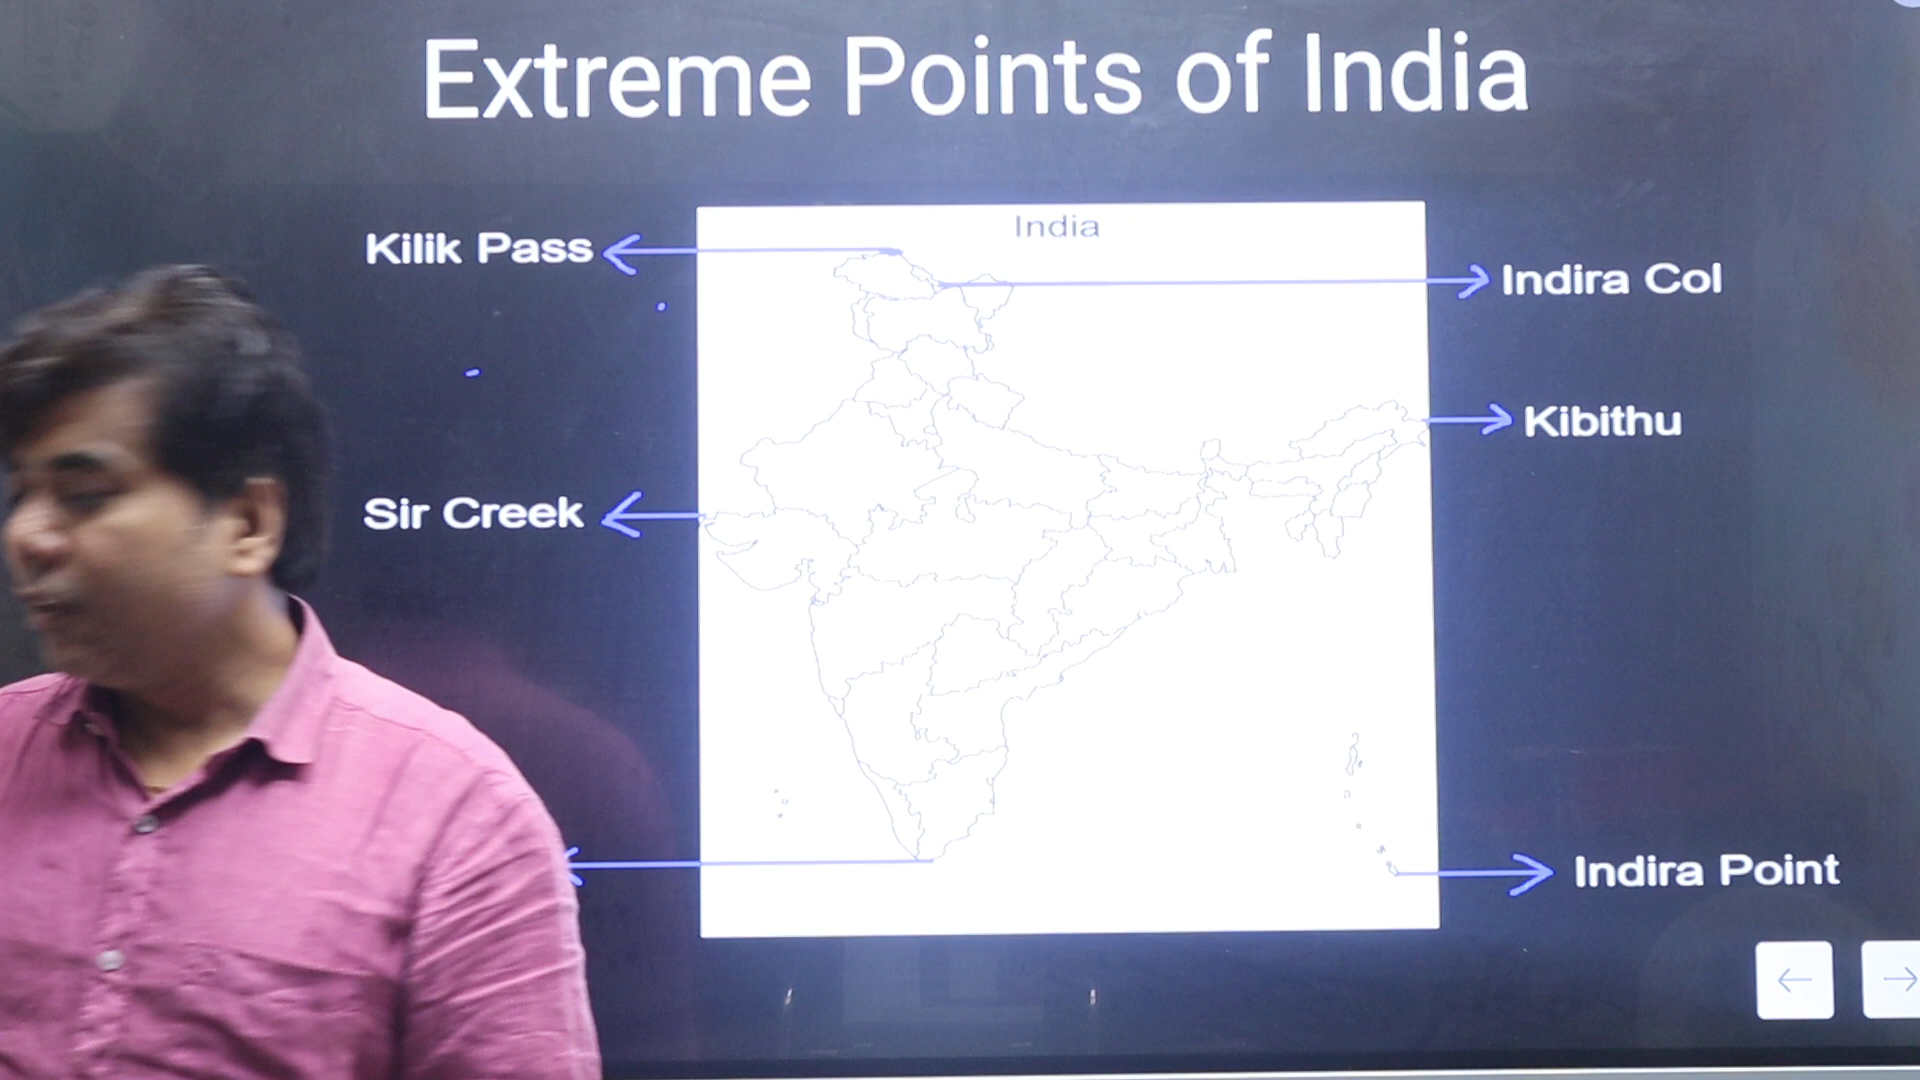 Extreme Points of India
India
Kilik Pass
Indira Col
Kibithu
Sir Creek
Indira Point